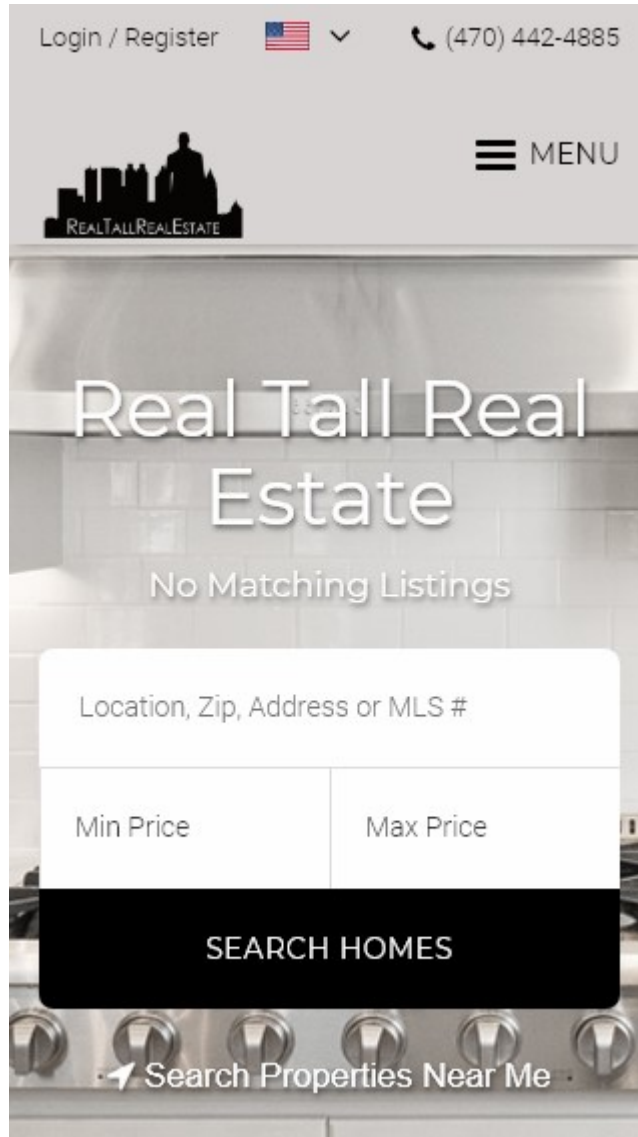 Login / Register
(470) 442-4885
MENU
REALTALLREALESTATE
Real Tall Real
Estate
No Matching Listings
Location, Zip, Address or MLS #
Min Price
Max Price
SEARCH HOMES
Search Properties Near Me